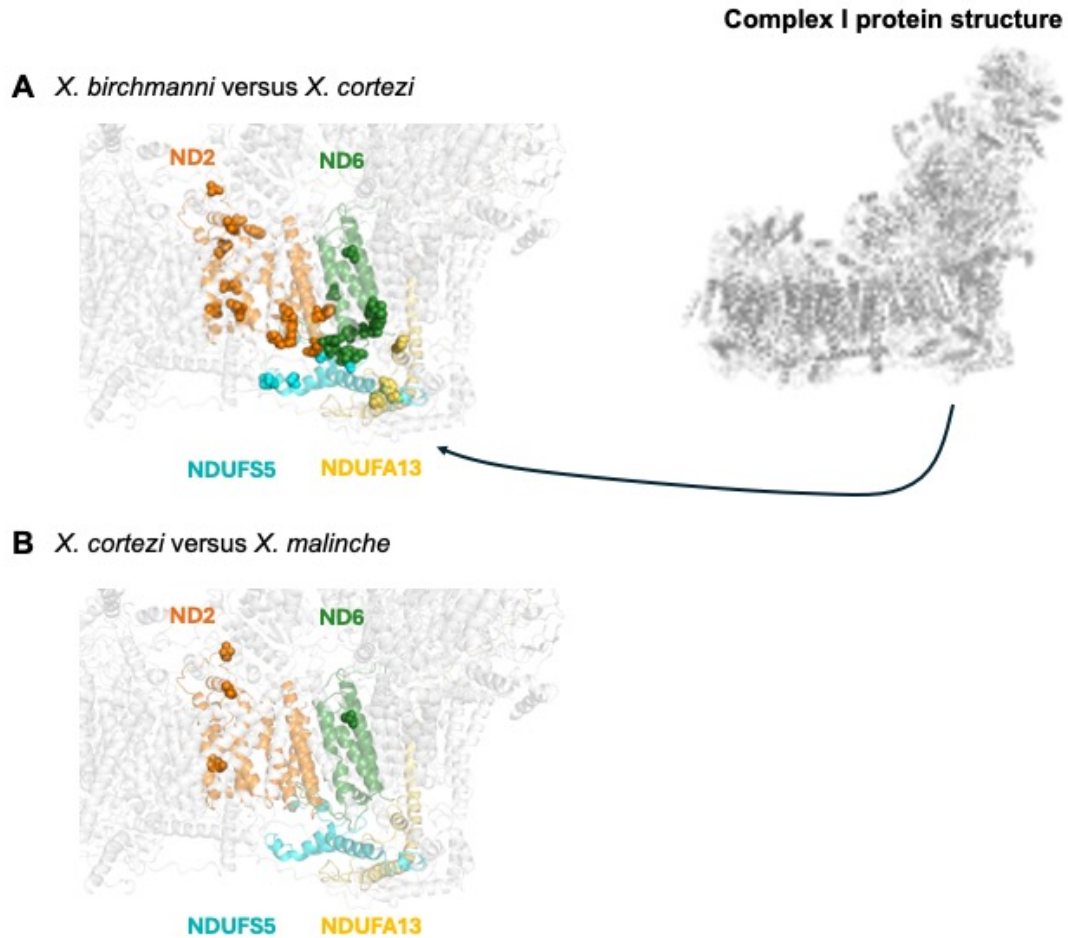 Complex I protein structure
A X. birchmanni versus X. cortezi
ND2 ND6
NDUFS5 NDUFA13
B X. cortezi versus X. malinche
ND2 ND6
NDUFS5 NDUFA13